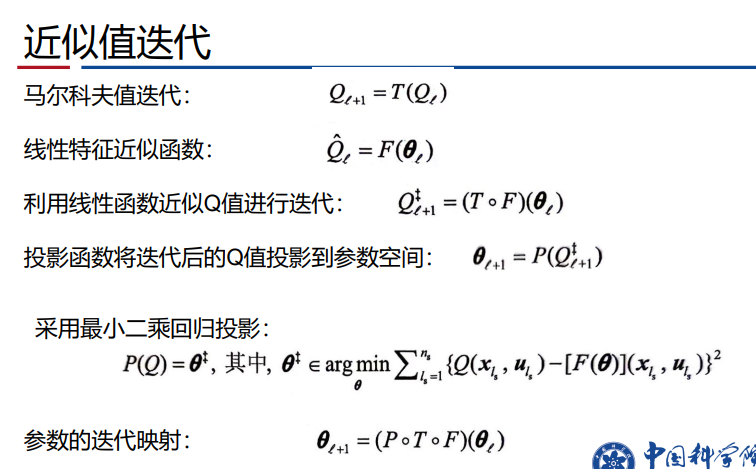 近似值迭代
马尔科夫值迭代： $Q_{\ell+1} = T(Q_{\ell})$
线性特征近似函数： $\hat{Q}_{\ell} = F(\boldsymbol{\theta}_{\ell})$
利用线性函数近似Q值进行迭代： $Q^{\ddagger}_{\ell+1} = (T \circ F)(\boldsymbol{\theta}_{\ell})$
投影函数将迭代后的Q值投影到参数空间： $\boldsymbol{\theta}_{\ell+1} = P(Q^{\ddagger}_{\ell+1})$
采用最小二乘回归投影：
$P(Q) = \boldsymbol{\theta}^{\ddagger}$, 其中, $\boldsymbol{\theta}^{\ddagger} \in \arg\min_{\boldsymbol{\theta}} \sum_{l_s=1}^{n_s} \{Q(\boldsymbol{x}_{l_s}, \boldsymbol{u}_{l_s}) - [F(\boldsymbol{\theta})](\boldsymbol{x}_{l_s}, \boldsymbol{u}_{l_s})\}^2$
参数的迭代映射： $\boldsymbol{\theta}_{\ell+1} = (P \circ T \circ F)(\boldsymbol{\theta}_{\ell})$
中国科学院